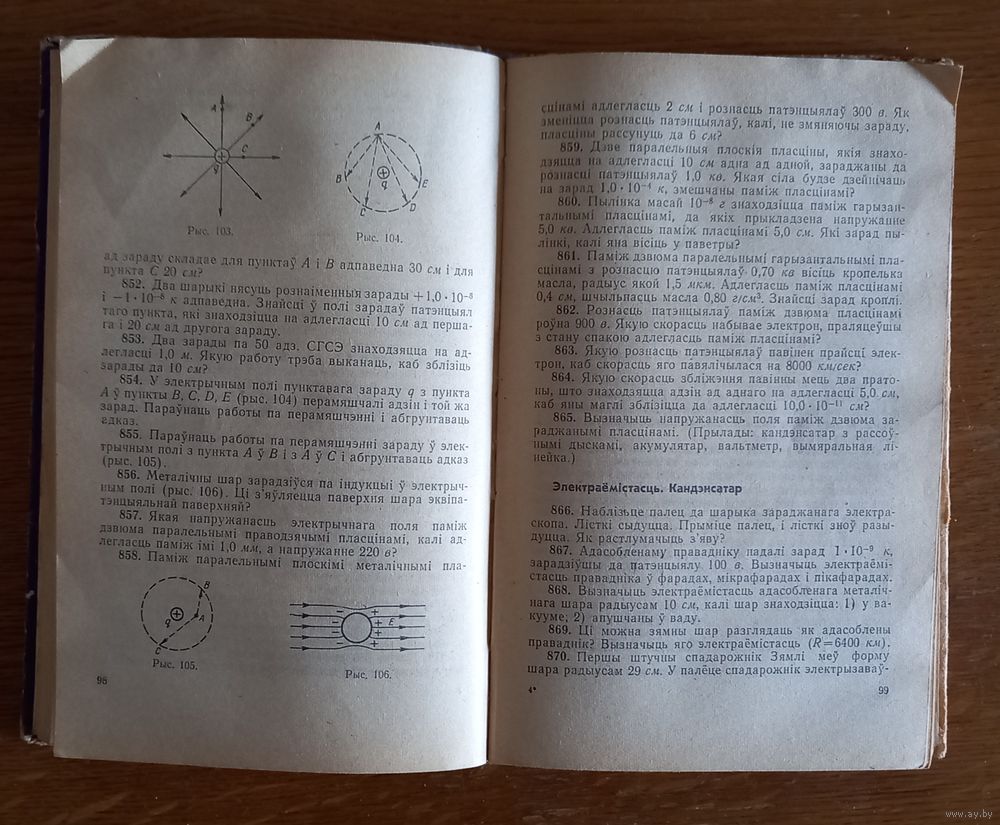 A
B
C
q
Рыс. 103.
A
B
q
E
C
D
Рыс. 104.
ад зараду складае для пунктаў A і B адпаведна 30 см і для
пункта C 20 см?
852. Два шарыкі нясуць рознаіменныя зарады +1,0·10⁻⁸
і −1·10⁻⁸ к адпаведна. Знайсці ў полі зарадаў патэнцыял
таго пункта, які знаходзіцца на адлегласці 10 см ад перша-
га і 20 см ад другога зараду.
853. Два зарады па 50 адз. СГСЭ знаходзяцца на ад-
легласці 1,0 м. Якую работу трэба выканаць, каб зблізіць
зарады да 10 см?
854. У электрычным полі пунктавага зараду q з пункта
A ў пункты B, C, D, E (рыс. 104) перамяшчалі адзін і той жа
зарад. Параўнаць работы па перамяшчэнні і абгрунтаваць
адказ.
855. Параўнаць работы па перамяшчэнню зараду ў элек-
трычным полі з пункта A ў B і з A ў C і абгрунтаваць адказ
(рыс. 105).
856. Металічны шар зарадзіўся па індукцыі ў электрыч-
ным полі (рыс. 106). Ці з'яўляецца паверхня шара эквіпа-
тэнцыяльнай паверхняй?
857. Якая напружанасць электрычнага поля паміж
дзвюма паралельнымі праводзячымі пласцінамі, калі ад-
легласць паміж імі 1,0 мм, а напружанне 220 в?
858. Паміж паралельнымі плоскімі металічнымі пла-
B
q
A
C
Рыс. 105.
− + E
− +
− +
Рыс. 106.
98
сцінамі адлегласць 2 см і рознасць патэнцыялаў 300 в. Як
зменіцца рознасць патэнцыялаў, калі, не змяняючы зараду,
пласціны рассунуць да 6 см?
859. Дзве паралельныя плоскія пласціны, якія знахо-
дзяцца на адлегласці 10 см адна ад адной, зараджаны да
рознасці патэнцыялаў 1,0 кв. Якая сіла будзе дзейнічаць
на зарад 1,0·10⁻⁴ к, змешчаны паміж пласцінамі?
860. Пылінка масай 10⁻⁸ г знаходзіцца паміж гарызан-
тальнымі пласцінамі, да якіх прыкладзена напружанне
5,0 кв. Адлегласць паміж пласцінамі 5,0 см. Які зарад пы-
лінкі, калі яна вісіць у паветры?
861. Паміж дзвюма паралельнымі гарызантальнымі пла-
сцінамі з рознасцю патэнцыялаў 0,70 кв вісіць кропелька
масла, радыус якой 1,5 мкм. Адлегласць паміж пласцінамі
0,4 см, шчыльнасць масла 0,80 г/см³. Знайсці зарад кроплі.
862. Рознасць патэнцыялаў паміж дзвюма пласцінамі
роўна 900 в. Якую скорасць набывае электрон, праляцеўшы
з стану спакою адлегласць паміж пласцінамі?
863. Якую рознасць патэнцыялаў павінен прайсці элек-
трон, каб скорасць яго павялічылася на 8000 км/сек?
864. Якую скорасць збліжэння павінны мець два прато-
ны, што знаходзяцца адзін ад аднаго на адлегласці 5,0 см,
каб яны маглі зблізіцца да адлегласці 10,0·10⁻¹¹ см?
865. Вызначыць напружанасць поля паміж дзвюма за-
раджанымі пласцінамі. (Прылады: кандэнсатар з рассоў-
нымі дыскамі, акумулятар, вальтметр, вымяральная лі-
нейка.)
Электраёмістасць. Кандэнсатар
866. Наблізьце палец да шарыка зараджанага электра-
скопа. Лісткі сыдуцца. Прыміце палец, і лісткі зноў разы-
дуцца. Як растлумачыць з'яву?
867. Адасобленаму правадніку надалі зарад 1·10⁻⁹ к,
зарадзіўшы да патэнцыялу 100 в. Вызначыць электраёмі-
стасць правадніка ў фарадах, мікрафарадах і пікафарадах.
868. Вызначыць электраёмістасць адасобленага металіч-
нага шара радыусам 10 см, калі шар знаходзіцца: 1) у ва-
кууме; 2) апушчаны ў ваду.
869. Ці можна зямны шар разглядаць як адасоблены
праваднік? Вызначыць яго электраёмістасць (R=6400 км).
870. Першы штучны спадарожнік Зямлі меў форму
шара радыусам 29 см. У палёце спадарожнік электрызаваў-
4*
99
www.ay.by